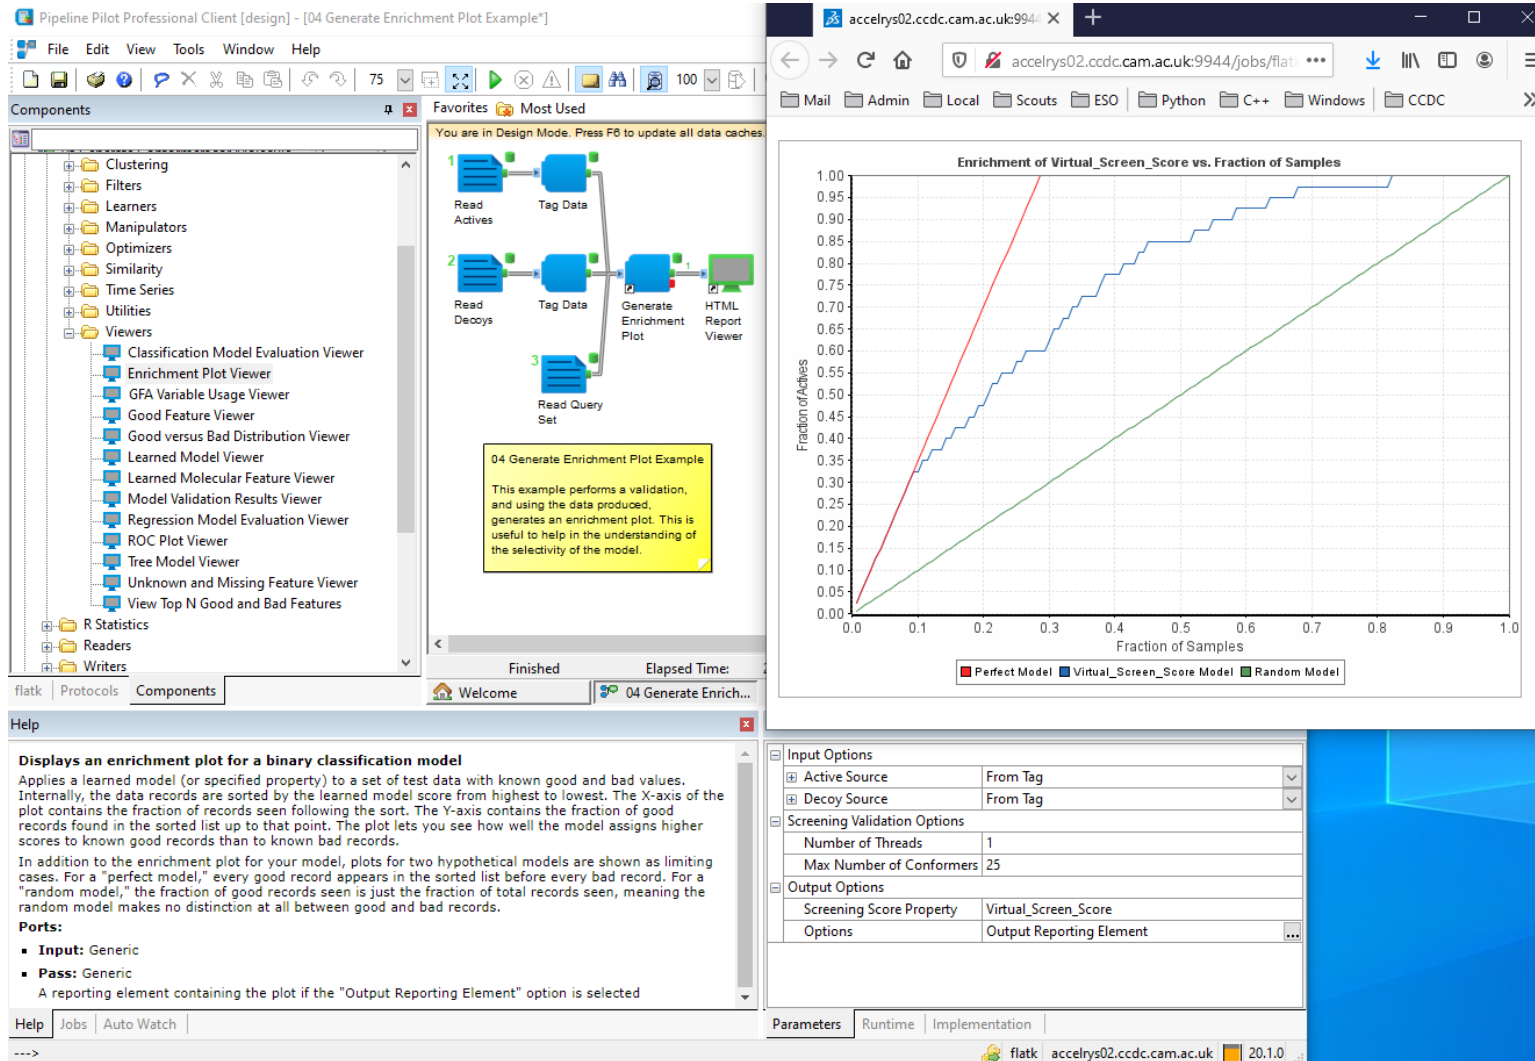 Pipeline Pilot Professional Client [design] - [04 Generate Enrichment Plot Example*]
File Edit View Tools Window Help
75
100
Components
Clustering
Filters
Learners
Manipulators
Optimizers
Similarity
Time Series
Utilities
Viewers
Classification Model Evaluation Viewer
Enrichment Plot Viewer
GFA Variable Usage Viewer
Good Feature Viewer
Good versus Bad Distribution Viewer
Learned Model Viewer
Learned Molecular Feature Viewer
Model Validation Results Viewer
Regression Model Evaluation Viewer
ROC Plot Viewer
Tree Model Viewer
Unknown and Missing Feature Viewer
View Top N Good and Bad Features
R Statistics
Readers
Writers
flatk Protocols Components
Favorites Most Used
You are in Design Mode. Press F6 to update all data caches.
1
Read
Actives
Tag Data
2
Read
Decoys
Tag Data
Generate
Enrichment
Plot
1
HTML
Report
Viewer
3
Read Query
Set
04 Generate Enrichment Plot Example
This example performs a validation,
and using the data produced,
generates an enrichment plot. This is
useful to help in the understanding of
the selectivity of the model.
Finished Elapsed Time:
Welcome 04 Generate Enrich...
accelrys02.ccdc.cam.ac.uk:9944
accelrys02.ccdc.cam.ac.uk:9944/jobs/flat
Mail Admin Local Scouts ESO Python C++ Windows CCDC
Enrichment of Virtual_Screen_Score vs. Fraction of Samples
1.00
0.95
0.90
0.85
0.80
0.75
0.70
0.65
0.60
0.55
0.50
0.45
0.40
0.35
0.30
0.25
0.20
0.15
0.10
0.05
0.00
Fraction of Actives
0.0 0.1 0.2 0.3 0.4 0.5 0.6 0.7 0.8 0.9 1.0
Fraction of Samples
Perfect Model Virtual_Screen_Score Model Random Model
Help
Displays an enrichment plot for a binary classification model
Applies a learned model (or specified property) to a set of test data with known good and bad values.
Internally, the data records are sorted by the learned model score from highest to lowest. The X-axis of the
plot contains the fraction of records seen following the sort. The Y-axis contains the fraction of good
records found in the sorted list up to that point. The plot lets you see how well the model assigns higher
scores to known good records than to known bad records.
In addition to the enrichment plot for your model, plots for two hypothetical models are shown as limiting
cases. For a "perfect model," every good record appears in the sorted list before every bad record. For a
"random model," the fraction of good records seen is just the fraction of total records seen, meaning the
random model makes no distinction at all between good and bad records.
Ports:
Input: Generic
Pass: Generic
A reporting element containing the plot if the "Output Reporting Element" option is selected
Help Jobs Auto Watch
Input Options
Active Source From Tag
Decoy Source From Tag
Screening Validation Options
Number of Threads 1
Max Number of Conformers 25
Output Options
Screening Score Property Virtual_Screen_Score
Options Output Reporting Element ...
Parameters Runtime Implementation
---> flatk accelrys02.ccdc.cam.ac.uk 20.1.0